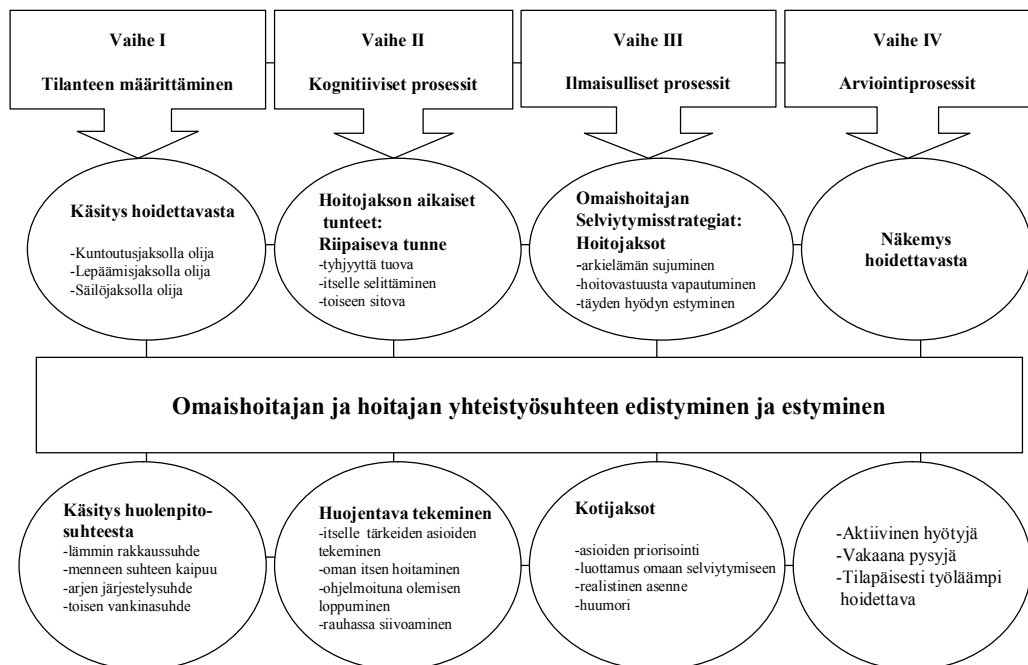 Vaihe I
Tilanteen määrittäminen
Vaihe II
Kognitiiviset prosessit
Vaihe III
Ilmaisulliset prosessit
Vaihe IV
Arviointiprosessit
Käsitys hoidettavasta
-Kuntoutusjaksolla olija
-Lepäämisjaksolla olija
-Säilöjaksolla olija
Hoitojakson aikaiset
tunteet:
Riipaiseva tunne
-tyhjyyttä tuova
-itselle selittäminen
-toiseen sitova
Omaishoitajan
Selviytymisstrategiat:
Hoitojaksot
-arkielämän sujuminen
-hoitovastuusta vapautuminen
-täyden hyödyn estyminen
Näkemys
hoidettavasta
Omaishoitajan ja hoitajan yhteistyösuhteen edistyminen ja estyminen
Käsitys huolenpito-
suhteesta
-lämmin rakkaussuhde
-menneen suhteen kaipuu
-arjen järjestelysuhde
-toisen vankinasuhde
Huojentava tekeminen
-itselle tärkeiden asioiden
tekeminen
-oman itsen hoitaminen
-ohjelmoituna olemisen
loppuminen
-rauhassa siivoaminen
Kotijaksot
-asioiden priorisointi
-luottamus omaan selviytymiseen
-realistinen asenne
-huumori
-Aktiivinen hyötyjä
-Vakaana pysyjä
-Tilapäisesti työläämpi
hoidettava